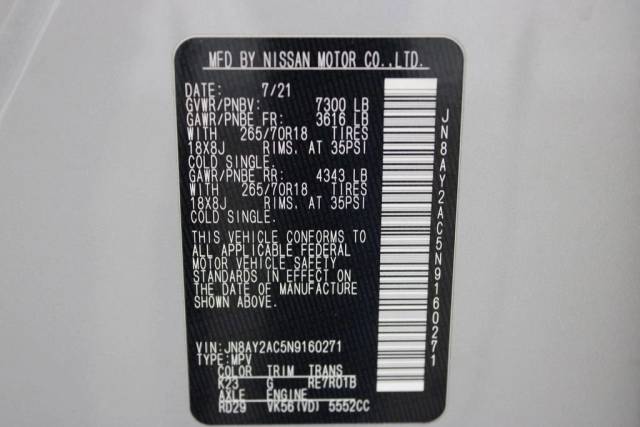 MFD BY NISSAN MOTOR CO.,LTD.
DATE: 7/21
GVWR/PNBV: 7300 LB
GAWR/PNBE FR: 3616 LB
WITH 265/70R18 TIRES
18X8J RIMS. AT 35PSI
COLD SINGLE.
GAWR/PNBE RR: 4343 LB
WITH 265/70R18 TIRES
18X8J RIMS. AT 35PSI
COLD SINGLE.
THIS VEHICLE CONFORMS TO
ALL APPLICABLE FEDERAL
MOTOR VEHICLE SAFETY
STANDARDS IN EFFECT ON
THE DATE OF MANUFACTURE
SHOWN ABOVE.
VIN:JN8AY2AC5N9160271
TYPE:MPV
COLOR TRIM TRANS
K23 G RE7R01B
AXLE ENGINE
RD29 VK56(VD) 5552CC
JN8AY2AC5N9160271